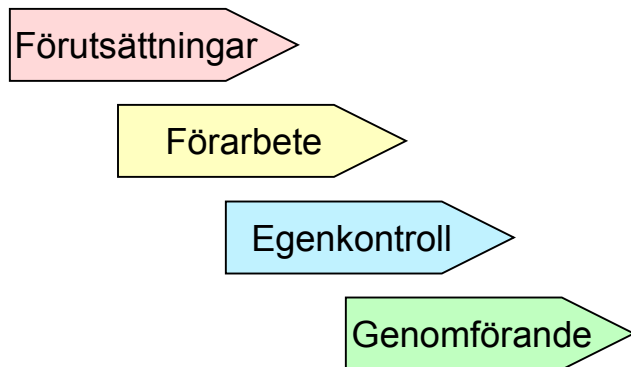 Förutsättningar
Förarbete
Egenkontroll
Genomförande